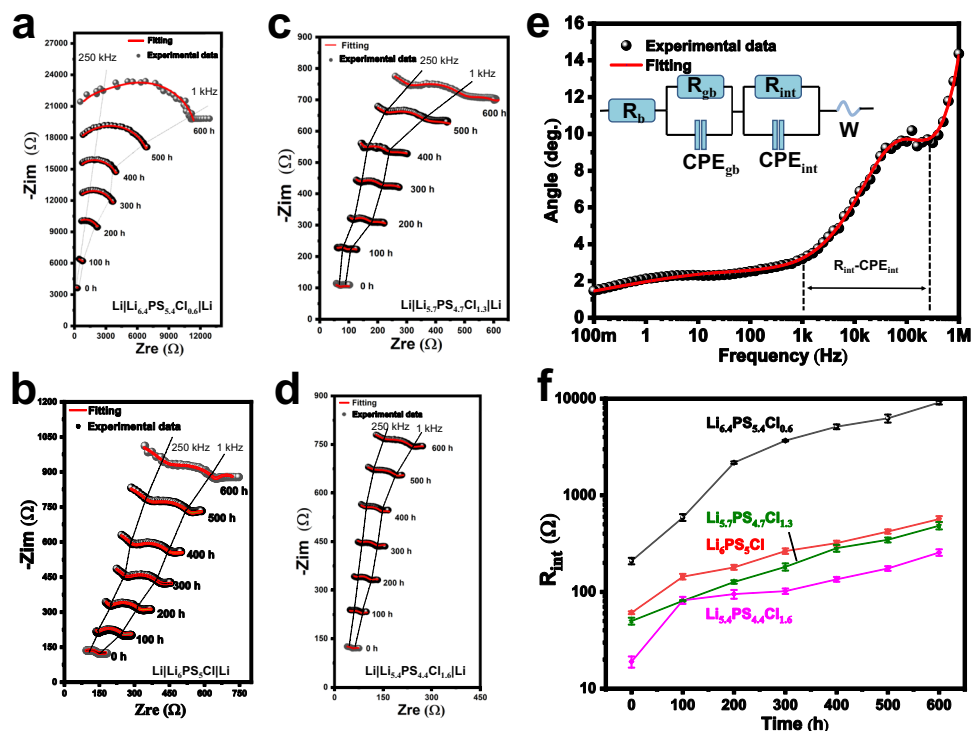 a
Fitting
Experimental data
250 kHz
1 kHz
600 h
500 h
400 h
300 h
200 h
100 h
0 h
Li|Li6.4PS5.4Cl0.6|Li
-Zim (Ω)
30000
27000
24000
21000
18000
15000
12000
9000
6000
3000
0
0 3000 6000 9000 12000
Zre (Ω)
c
Fitting
Experimental data
250 kHz
1 kHz
600 h
500 h
400 h
300 h
200 h
100 h
0 h
Li|Li5.7PS4.7Cl1.3|Li
-Zim (Ω)
900
800
700
600
500
400
300
200
100
0
0 100 200 300 400 500 600
Zre (Ω)
e
Experimental data
Fitting
Rb
Rgb
CPEgb
Rint
CPEint
W
Rint-CPEint
Angle (deg.)
16
14
12
10
8
6
4
2
0
100m 1 10 100 1k 10k 100k 1M
Frequency (Hz)
b
Fitting
Experimental data
250 kHz
1 kHz
600 h
500 h
400 h
300 h
200 h
100 h
0 h
Li|Li6PS5Cl|Li
-Zim (Ω)
1200
1050
900
750
600
450
300
150
0
0 150 300 450 600 750
Zre (Ω)
d
Fitting
Experimental data
250 kHz
1 kHz
600 h
500 h
400 h
300 h
200 h
100 h
0 h
Li|Li5.4PS4.4Cl1.6|Li
-Zim (Ω)
900
750
600
450
300
150
0
0 150 300 450
Zre (Ω)
f
Li6.4PS5.4Cl0.6
Li5.7PS4.7Cl1.3
Li6PS5Cl
Li5.4PS4.4Cl1.6
Rint (Ω)
10000
1000
100
10
0 100 200 300 400 500 600
Time (h)